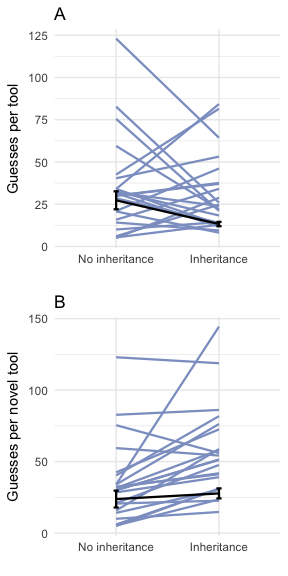 A
Guesses per tool
125
100
75
50
25
0
No inheritance Inheritance
B
Guesses per novel tool
150
100
50
0
No inheritance Inheritance